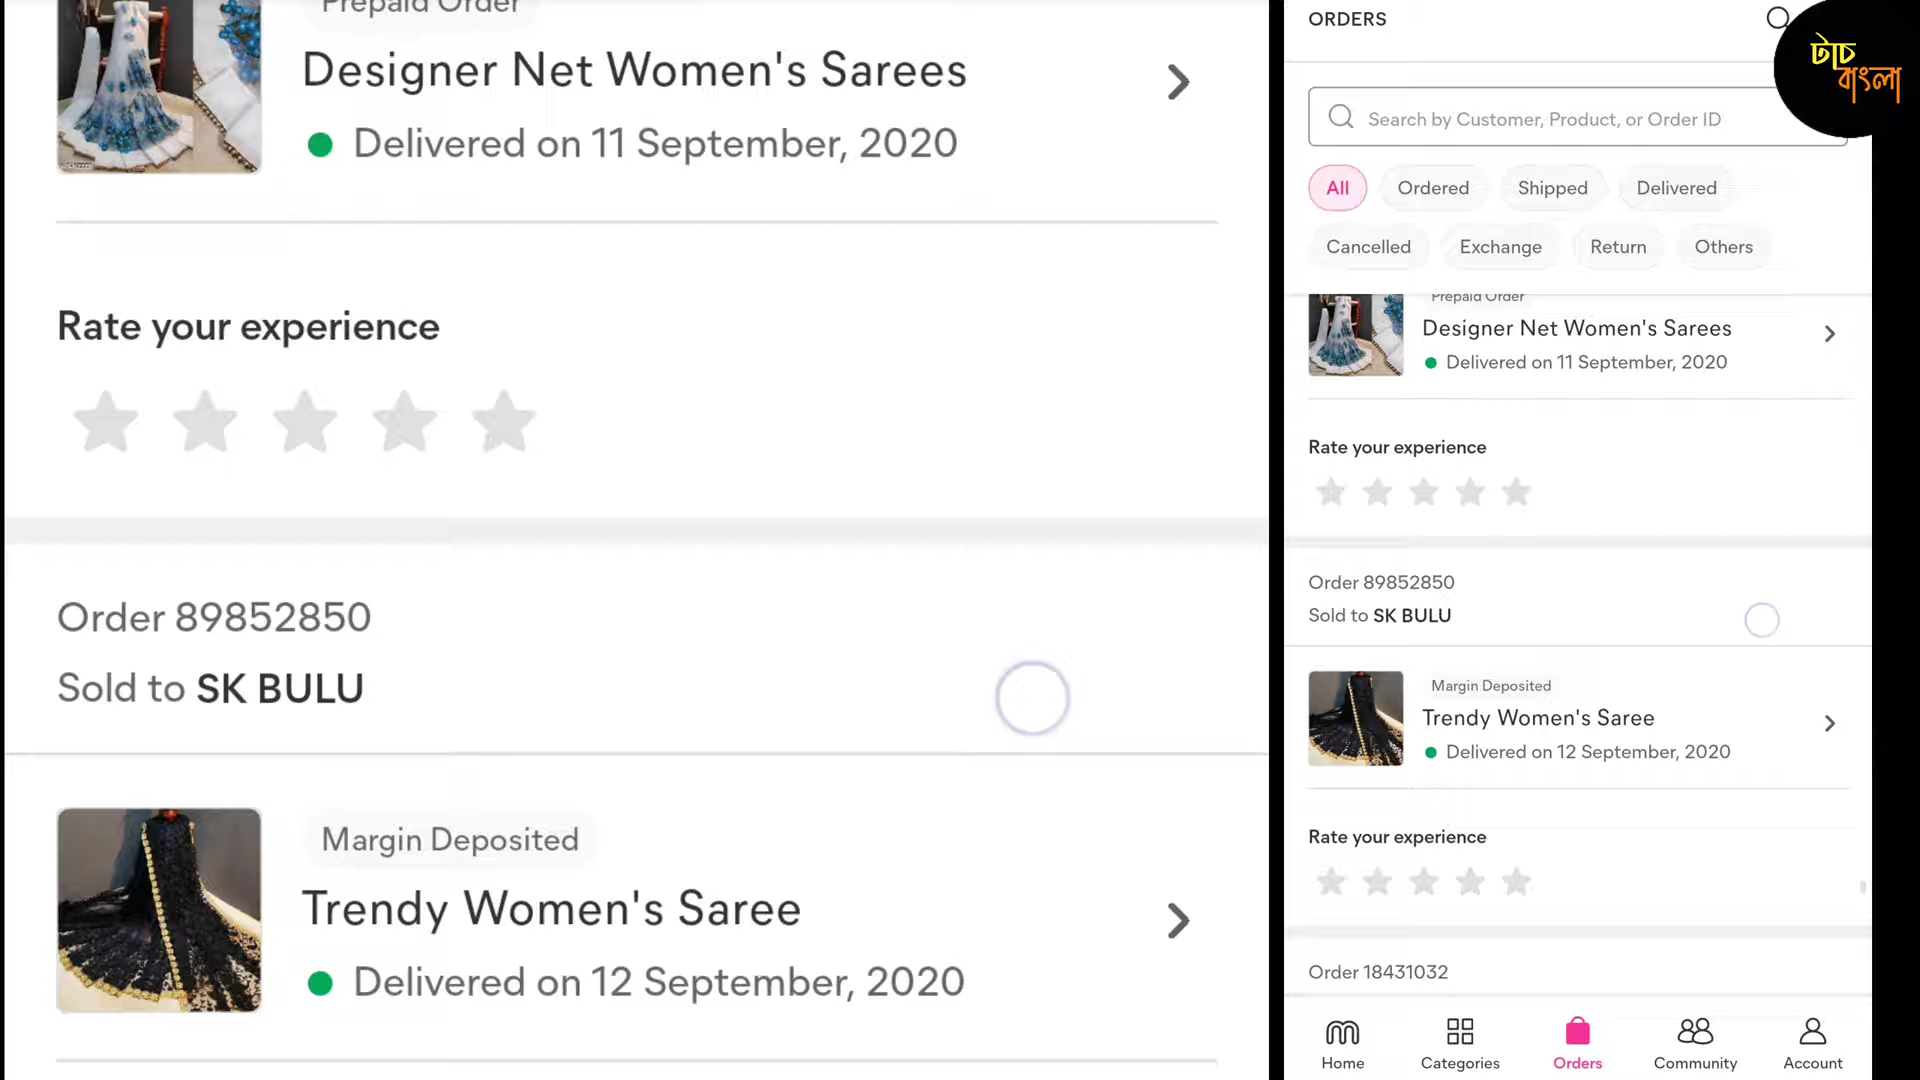 Prepaid Order
Designer Net Women's Sarees
Delivered on 11 September, 2020
Rate your experience
Order 89852850
Sold to SK BULU
Margin Deposited
Trendy Women's Saree
Delivered on 12 September, 2020
ORDERS
টাচ
বাংলা
Search by Customer, Product, or Order ID
All Ordered Shipped Delivered
Cancelled Exchange Return Others
Prepaid Order
Designer Net Women's Sarees
Delivered on 11 September, 2020
Rate your experience
Order 89852850
Sold to SK BULU
Margin Deposited
Trendy Women's Saree
Delivered on 12 September, 2020
Rate your experience
Order 18431032
Home Categories Orders Community Account